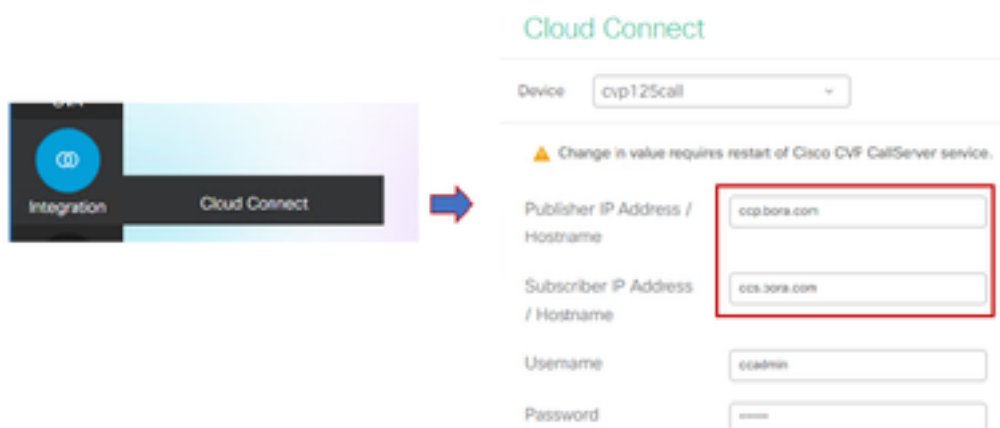 Integration
Cloud Connect
Cloud Connect
Device
cvp125call
Change in value requires restart of Cisco CVF CallServer service.
Publisher IP Address /
Hostname
ccp.bora.com
Subscriber IP Address
/ Hostname
ccs.bora.com
Username
ccadmin
Password